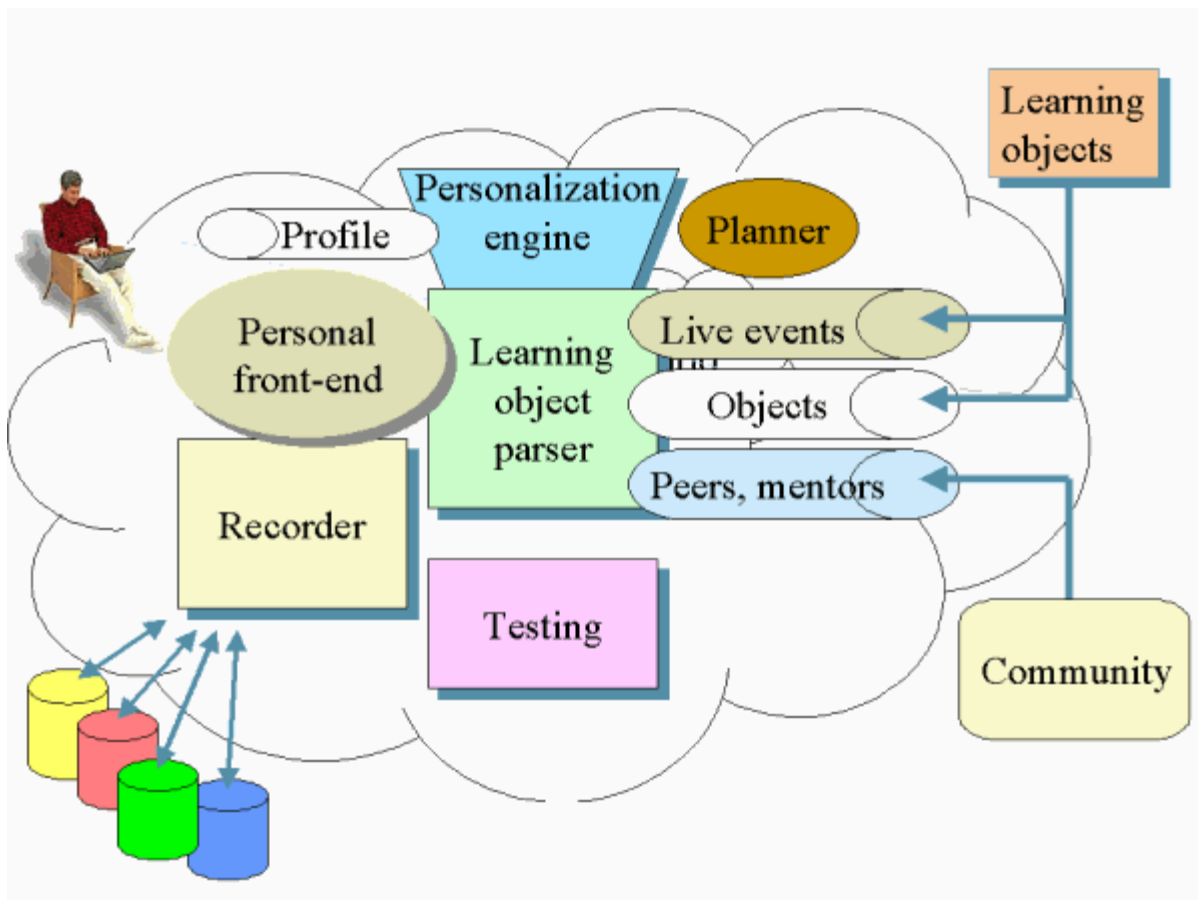 Learning
objects
Personalization
engine
Profile
Planner
Personal
front-end
Learning
object
parser
Live events
Objects
Peers, mentors
Recorder
Testing
Community